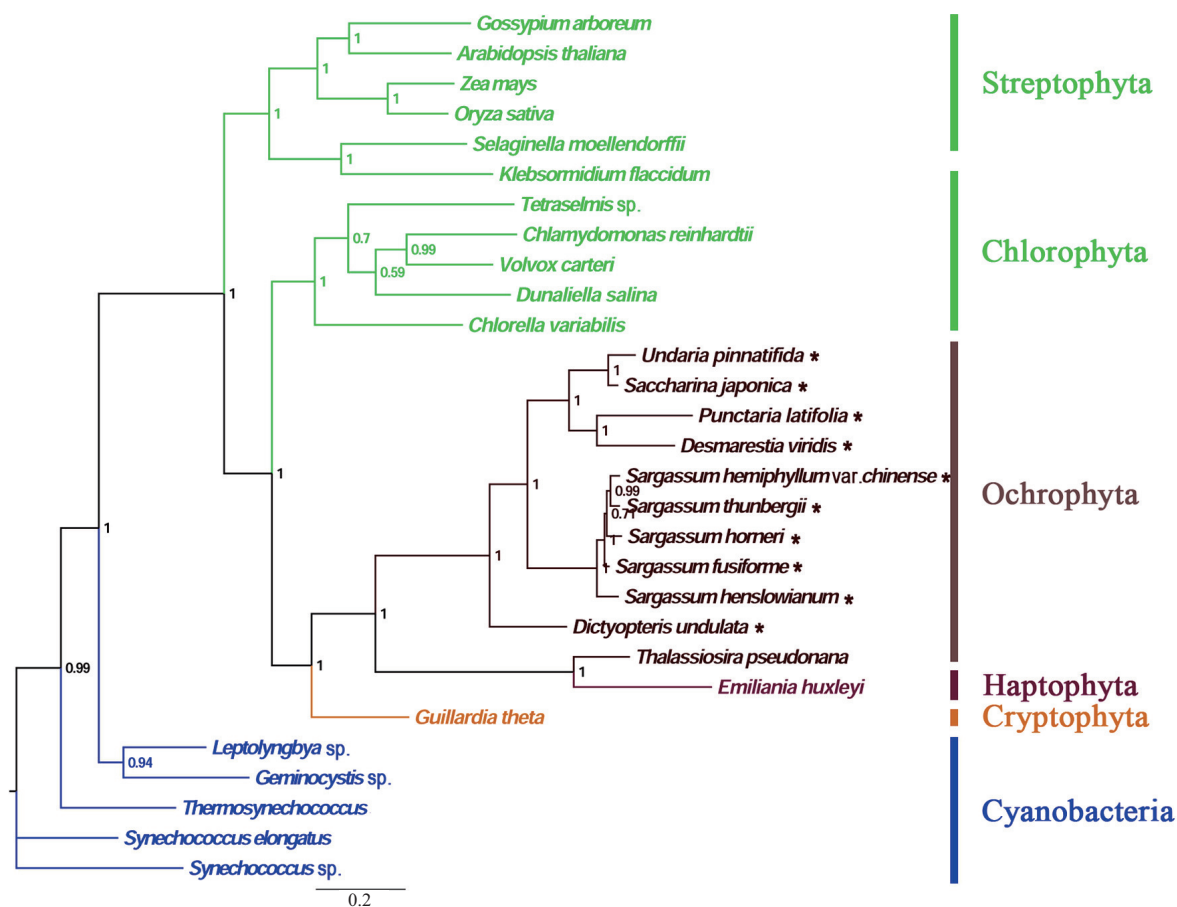 Gossypium arboreum
1
Arabidopsis thaliana
Streptophyta
1
Zea mays
1
Oryza sativa
1
Selaginella moellendorffii
1
Klebsormidium flaccidum
Tetraselmis sp.
0.7
Chlamydomonas reinhardtii
0.99
Chlorophyta
Volvox carteri
0.59
1
Dunaliella salina
1
Chlorella variabilis
Undaria pinnatifida *
1
Saccharina japonica *
1
Punctaria latifolia *
1
Desmarestia viridis *
1
1
Sargassum hemiphyllum var.chinense *
0.99
Ochrophyta
Sargassum thunbergii *
0.71
Sargassum horneri *
1
1
1
Sargassum fusiforme *
1
Sargassum henslowianum *
1
Dictyopteris undulata *
Thalassiosira pseudonana
1
1
0.99
Emiliania huxleyi
Haptophyta
Guillardia theta
Cryptophyta
Leptolyngbya sp.
0.94
Geminocystis sp.
Thermosynechococcus
Cyanobacteria
Synechococcus elongatus
Synechococcus sp.
0.2